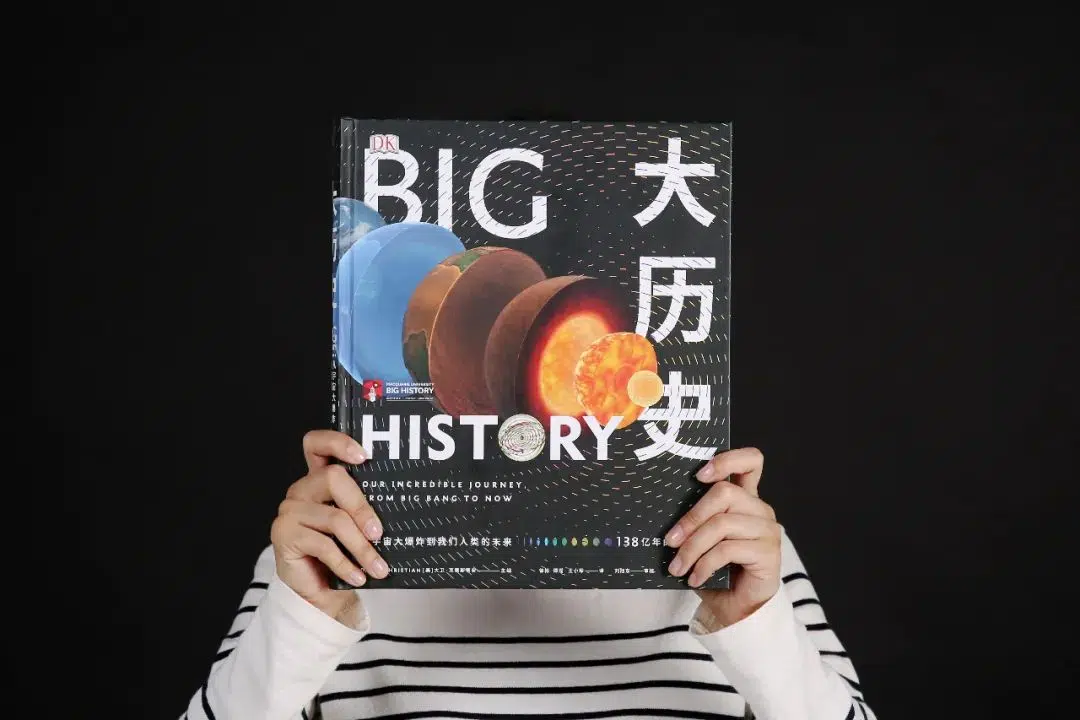 DK
BIG
大历史
MACQUARIE UNIVERSITY
BIG HISTORY
HISTORY
OUR INCREDIBLE JOURNEY
FROM BIG BANG TO NOW
宇宙大爆炸到我们人类的未来
138亿年